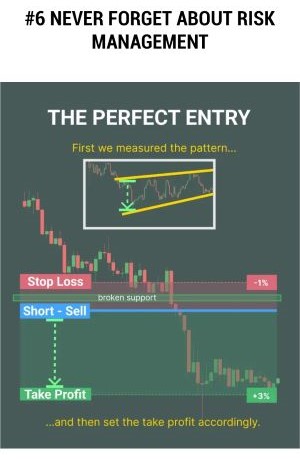 #6 NEVER FORGET ABOUT RISK
MANAGEMENT
THE PERFECT ENTRY
First we measured the pattern...
Stop Loss
-1%
broken support
Short - Sell
Take Profit
+3%
...and then set the take profit accordingly.